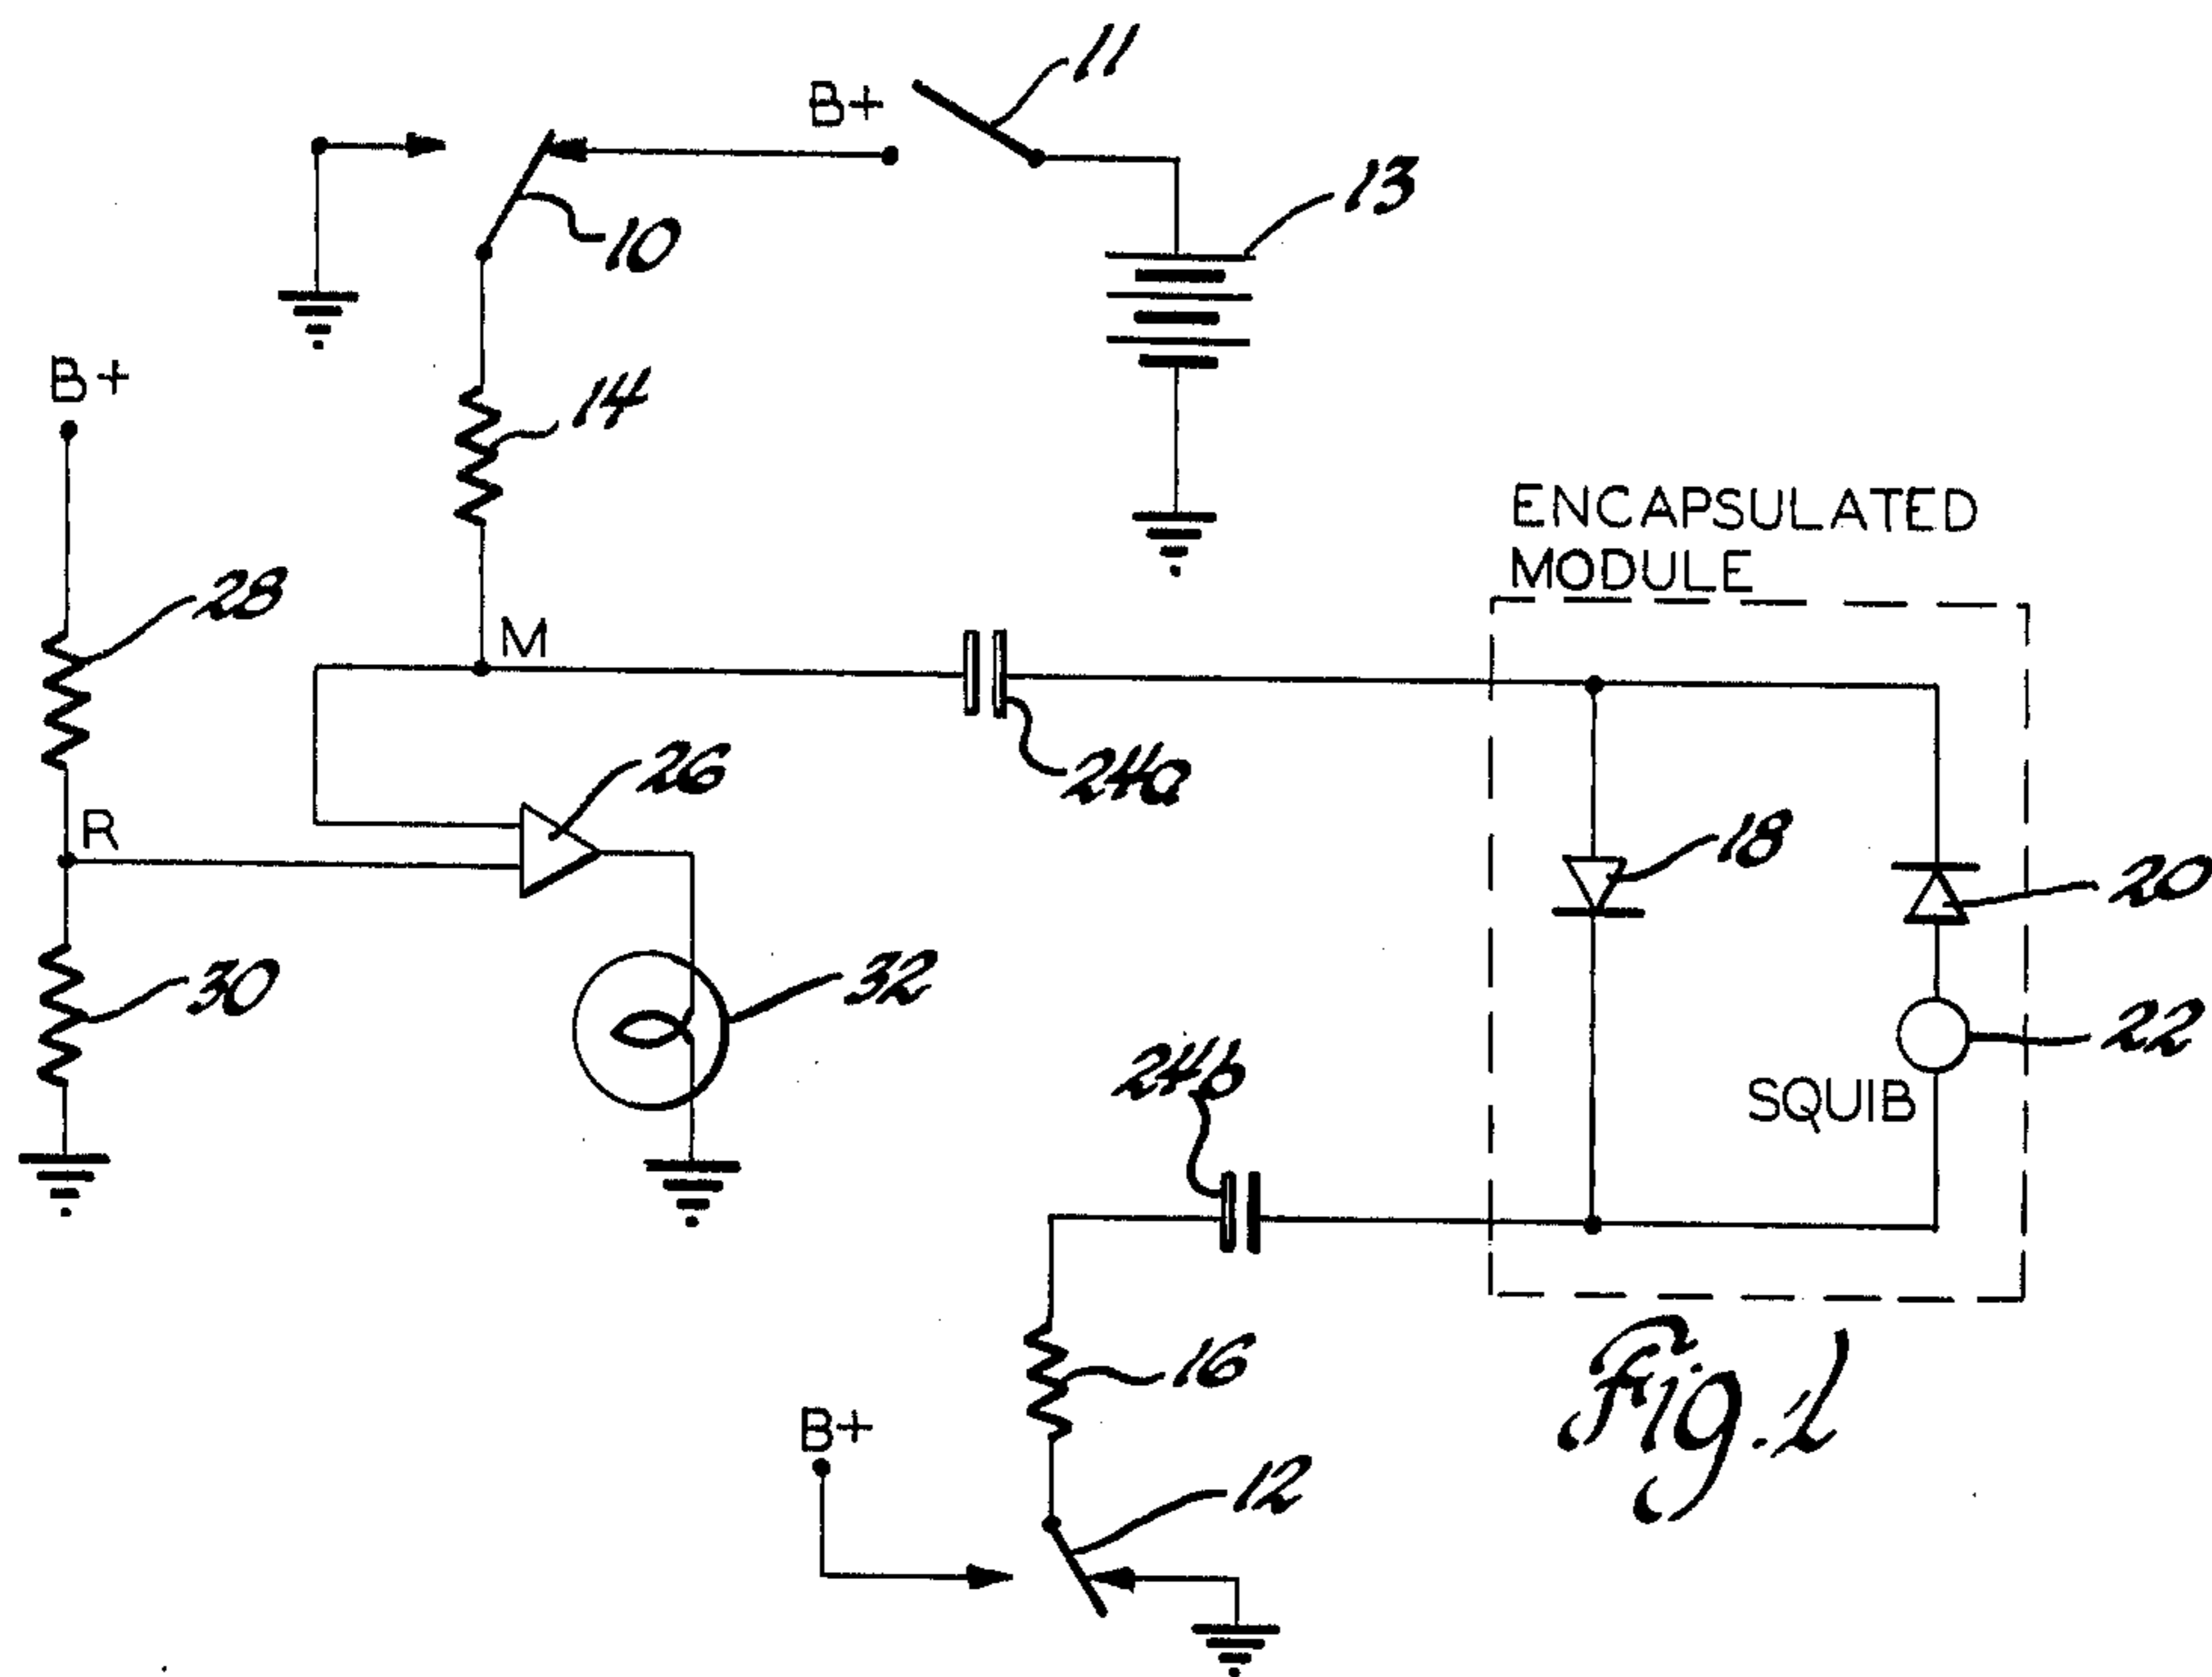 11
B+
13
10
B+
14
ENCAPSULATED
MODULE
28
M
26
24a
R
18
20
32
30
22
24b
SQUIB
16
Fig. 1
B+
12